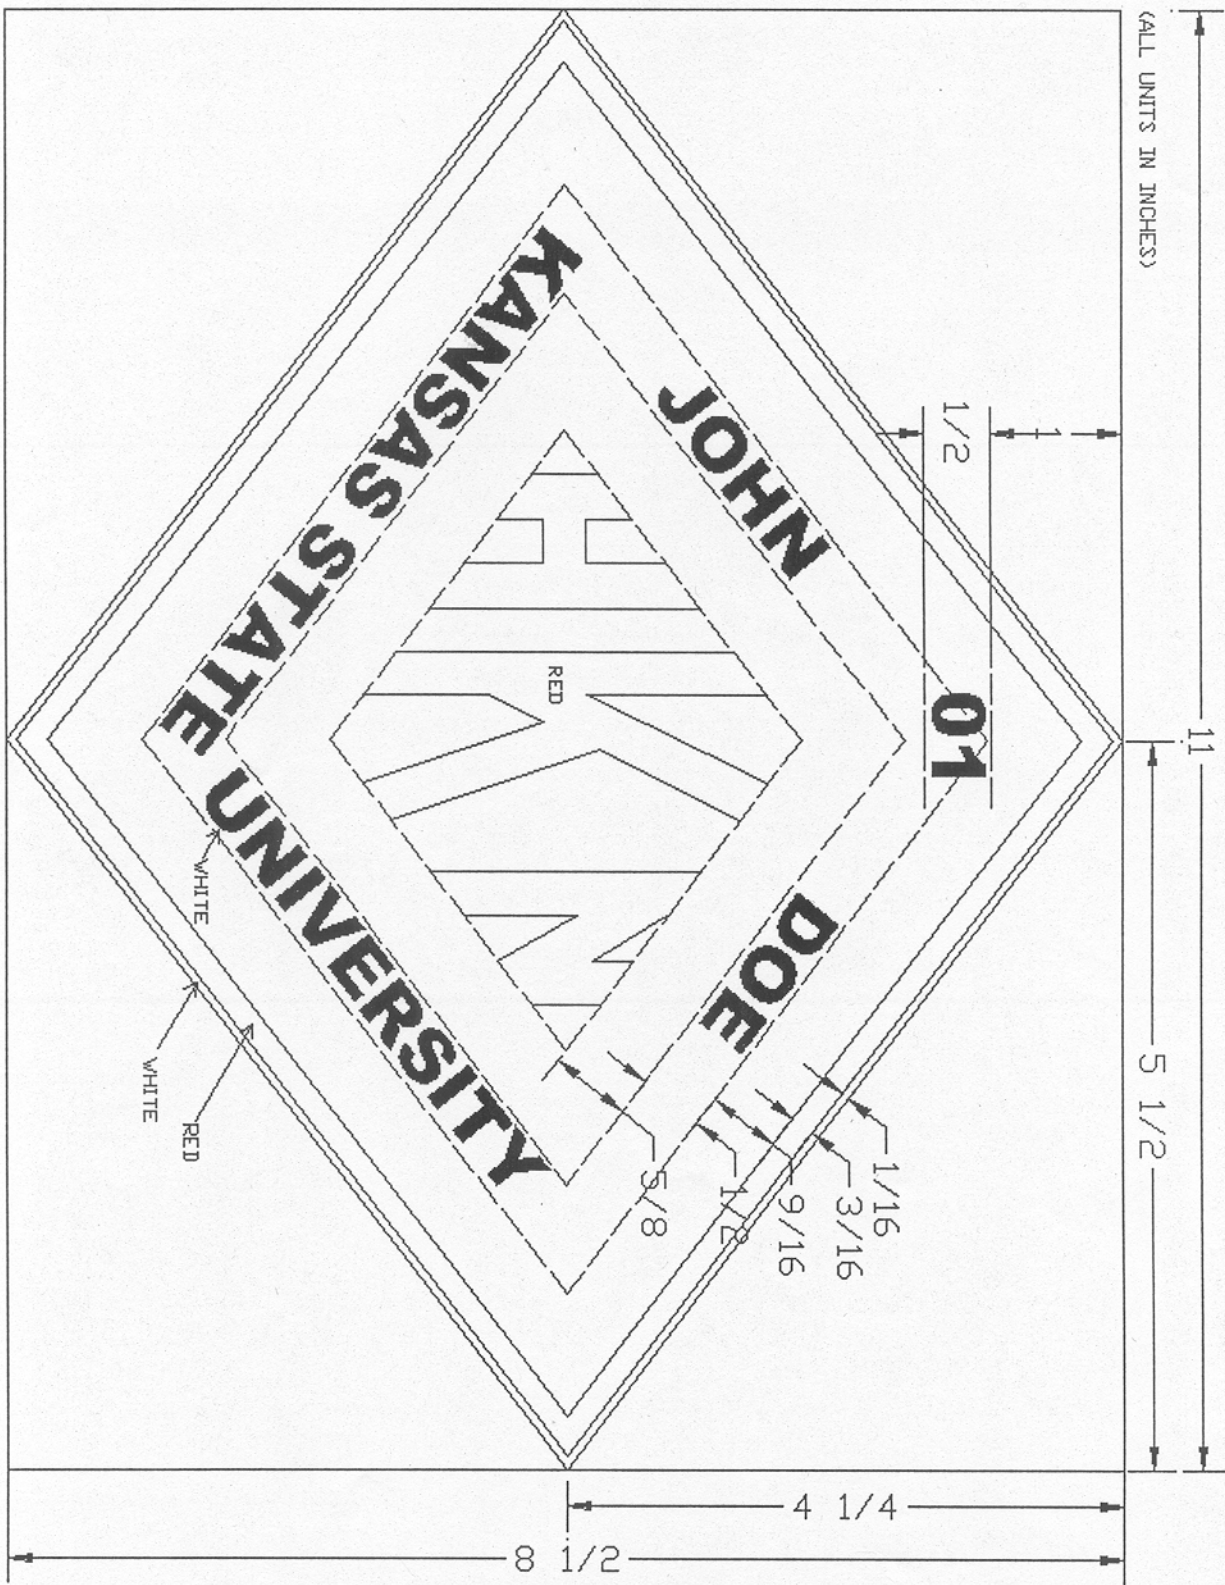 (ALL UNITS IN INCHES)
11
5 1/2
1
1/2
01
JOHN
DOE
1/16
3/16
9/16
1/2
5/8
4 1/4
8 1/2
RED
HKN
KANSAS STATE UNIVERSITY
WHITE
RED
WHITE